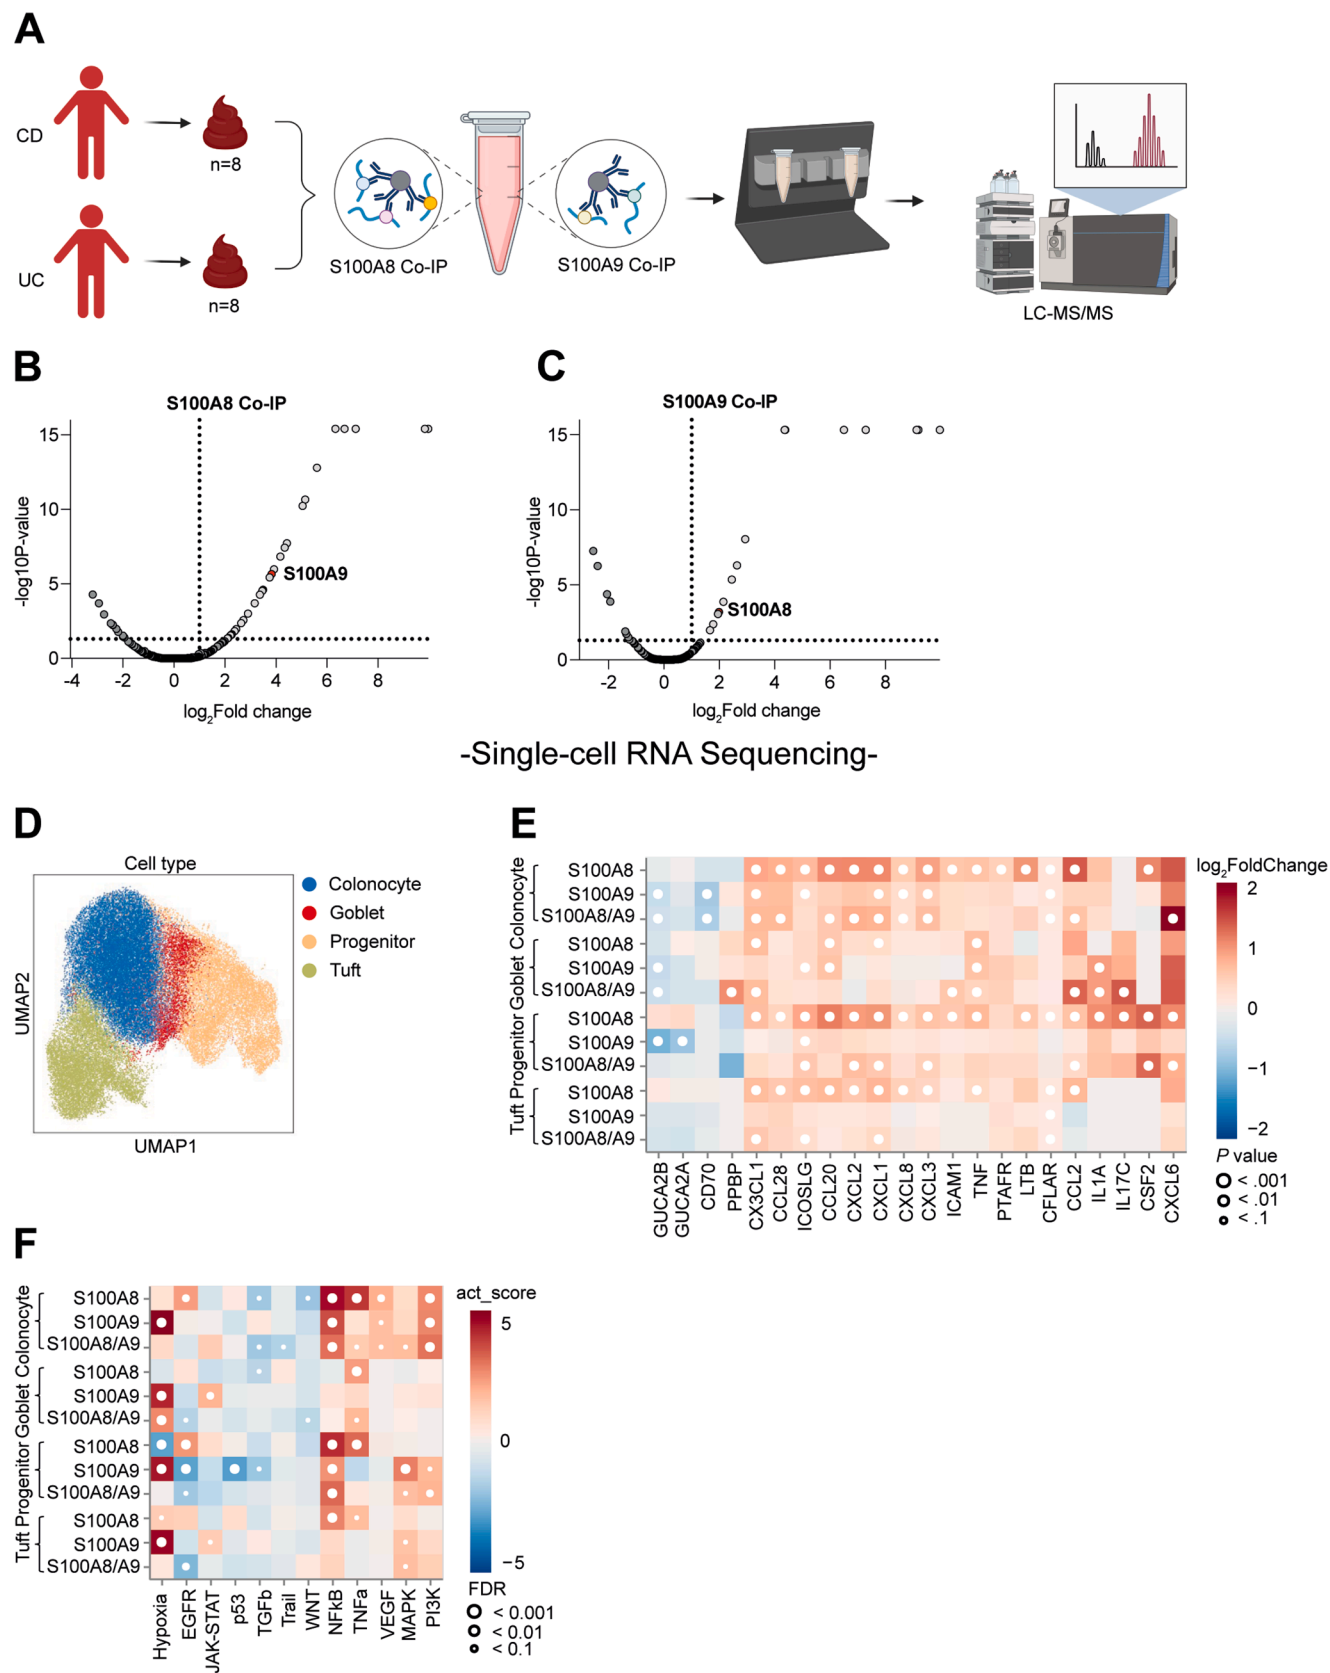 A
CD
n=8
UC
n=8
S100A8 Co-IP
S100A9 Co-IP
LC-MS/MS
B
S100A8 Co-IP
15
10
5
0
-log10P-value
S100A9
-4 -2 0 2 4 6 8
log2Fold change
C
S100A9 Co-IP
15
10
5
0
-log10P-value
S100A8
-2 0 2 4 6 8
log2Fold change
-Single-cell RNA Sequencing-
D
Cell type
Colonocyte
Goblet
Progenitor
Tuft
UMAP2
UMAP1
E
Tuft Progenitor Goblet Colonocyte
S100A8
S100A9
S100A8/A9
S100A8
S100A9
S100A8/A9
S100A8
S100A9
S100A8/A9
S100A8
S100A9
S100A8/A9
GUCA2B
GUCA2A
CD70
PPBP
CX3CL1
CCL28
ICOSLG
CCL20
CXCL2
CXCL1
CXCL8
CXCL3
ICAM1
TNF
PTAFR
LTB
CFLAR
CCL2
IL1A
IL17C
CSF2
CXCL6
log2FoldChange
2
1
0
−1
−2
P value
< .001
< .01
< .1
F
Tuft Progenitor Goblet Colonocyte
S100A8
S100A9
S100A8/A9
S100A8
S100A9
S100A8/A9
S100A8
S100A9
S100A8/A9
S100A8
S100A9
S100A8/A9
Hypoxia
EGFR
JAK-STAT
p53
TGFb
Trail
WNT
NFkB
TNFa
VEGF
MAPK
PI3K
act_score
5
0
−5
FDR
< 0.001
< 0.01
< 0.1